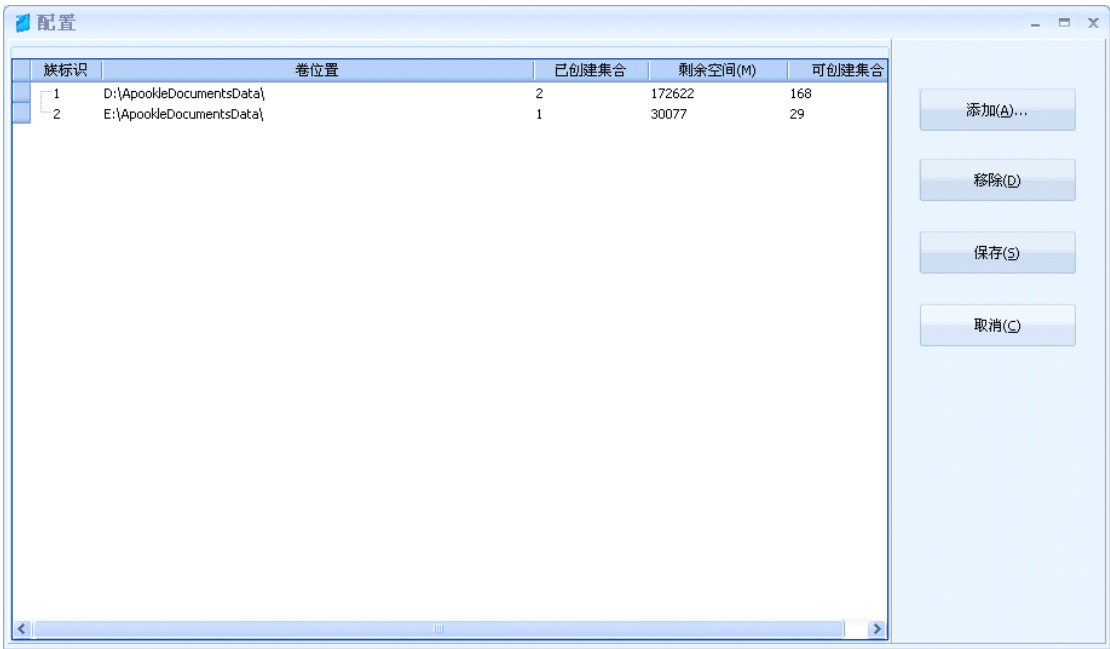 配置
族标识 卷位置 已创建集合 剩余空间(M) 可创建集合
1 D:\ApookleDocumentsData\ 2 172622 168
2 E:\ApookleDocumentsData\ 1 30077 29
添加(A)...
移除(D)
保存(S)
取消(C)